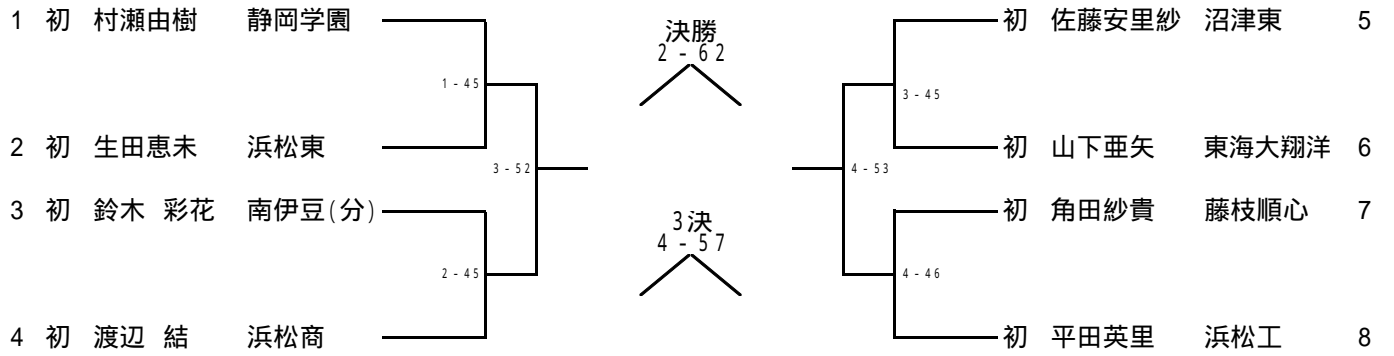 1 初 村瀬由樹 静岡学園
決勝
2 - 62
初 佐藤安里紗 沼津東 5
1 - 45
3 - 45
2 初 生田恵未 浜松東
初 山下亜矢 東海大翔洋 6
3 - 52
4 - 53
3 初 鈴木 彩花 南伊豆(分)
3決
4 - 57
初 角田紗貴 藤枝順心 7
2 - 45
4 - 46
4 初 渡辺 結 浜松商
初 平田英里 浜松工 8